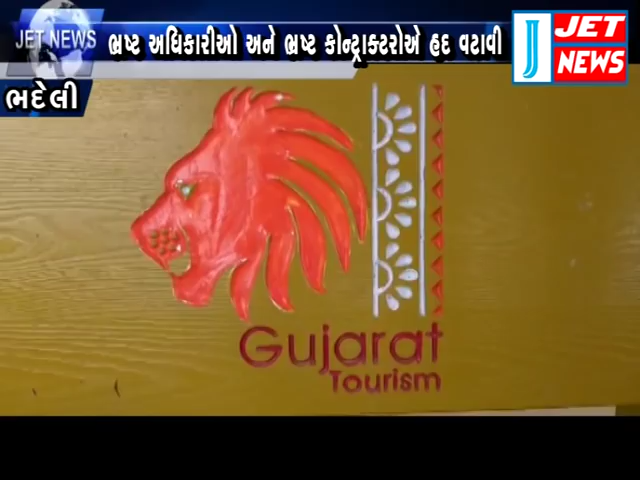 JET NEWS
ભ્રષ્ટ અધિકારીઓ અને ભ્રષ્ટ કોન્ટ્રાક્ટરોએ હદ વટાવી
J JET NEWS
ભદેલી
Gujarat
Tourism